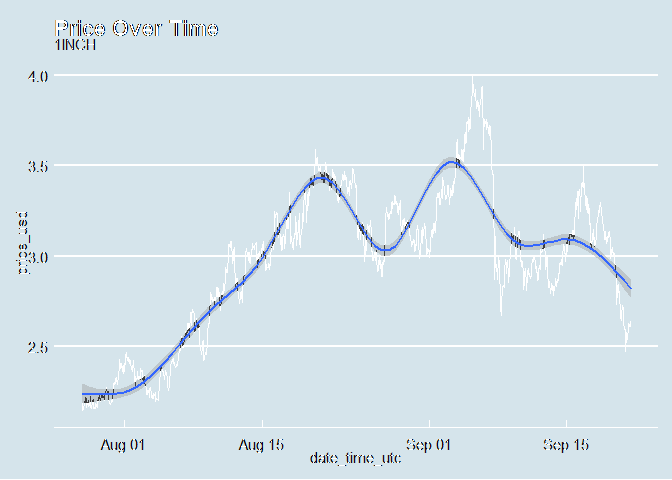 Price Over Time
1INCH
4.0
3.5
3.0
2.5
Aug 01
Aug 15
Sep 01
Sep 15
date_time_utc